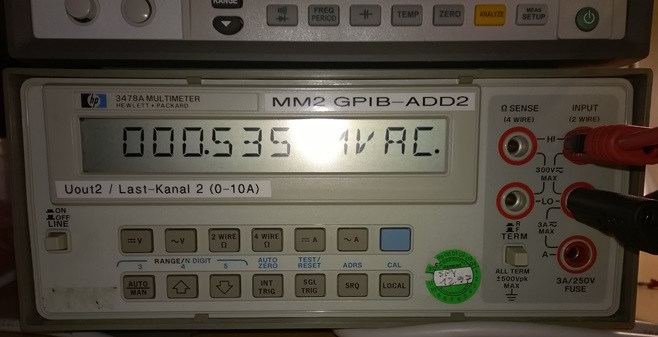 RANGE
FREQ
PERIOD
TEMP
ZERO
ANALYSE
MEAS
SETUP
hp
3478A MULTIMETER
HEWLETT • PACKARD
MM2 GPIB-ADD2
000.535 MV AC.
Uout2 / Last-Kanal 2 (0-10A)
Ω SENSE
(4 WIRE)
INPUT
(2 WIRE)
HI
300V
MAX
LO
3A
MAX
A
3A/250V
FUSE
R
F
TERM
ALL TERM
±500Vpk
MAX
ON
OFF
LINE
=V
~V
2 WIRE
Ω
4 WIRE
Ω
=A
~A
RANGE/N DIGIT
3 4 5
AUTO
ZERO
TEST/
RESET
ADRS
CAL
AUTO
MAN
INT
TRIG
SGL
TRIG
SRQ
LOCAL